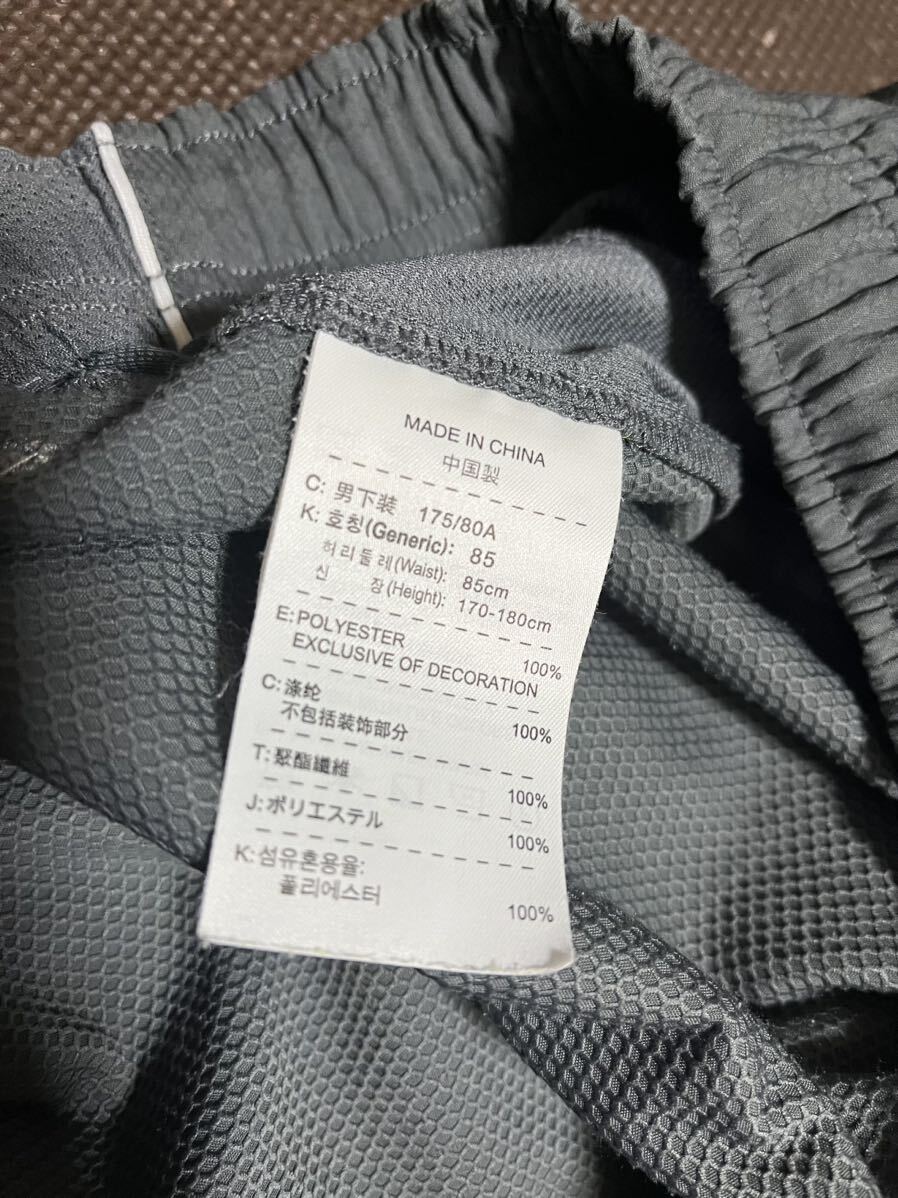 MADE IN CHINA
中国製
C: 男下装 175/80A
K: 호칭(Generic): 85
허리둘레(Waist): 85cm
신 장(Height): 170-180cm
E: POLYESTER 100%
EXCLUSIVE OF DECORATION
C: 涤纶 100%
不包括装饰部分
T: 聚酯纖維 100%
J: ポリエステル 100%
K: 섬유혼용율:
폴리에스터 100%